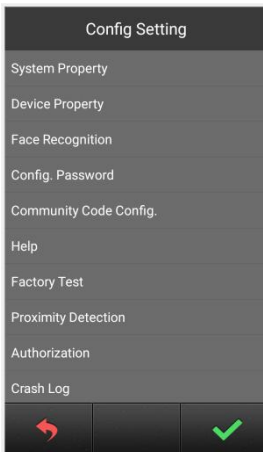 Config Setting
System Property
Device Property
Face Recognition
Config. Password
Community Code Config.
Help
Factory Test
Proximity Detection
Authorization
Crash Log